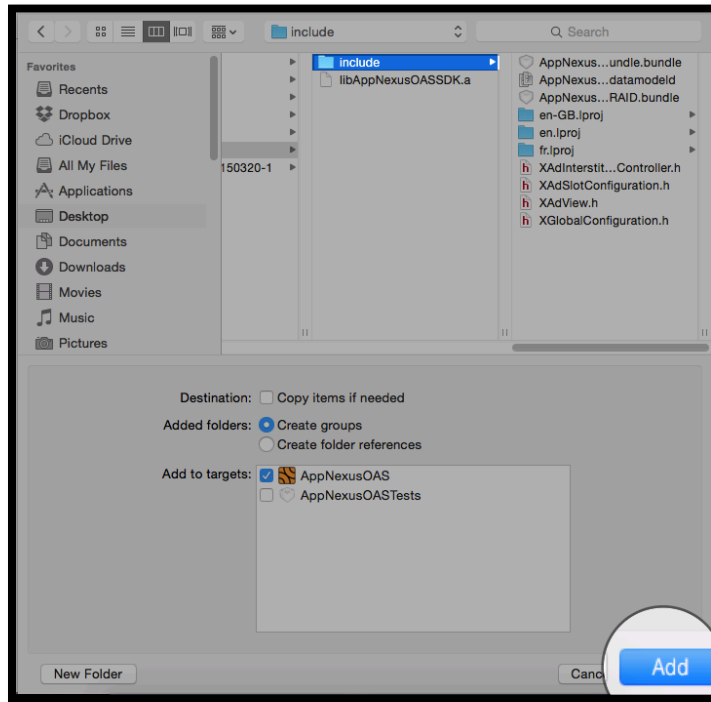 include
Search
Favorites
Recents
Dropbox
iCloud Drive
All My Files
Applications
Desktop
Documents
Downloads
Movies
Music
Pictures
150320-1
include
libAppNexusOASSDK.a
AppNexus...undle.bundle
AppNexus...datamodeld
AppNexus...RAID.bundle
en-GB.lproj
en.lproj
fr.lproj
XAdInterstit...Controller.h
XAdSlotConfiguration.h
XAdView.h
XGlobalConfiguration.h
Destination: Copy items if needed
Added folders: Create groups
Create folder references
Add to targets: AppNexusOAS
AppNexusOASTests
New Folder
Canc
Add